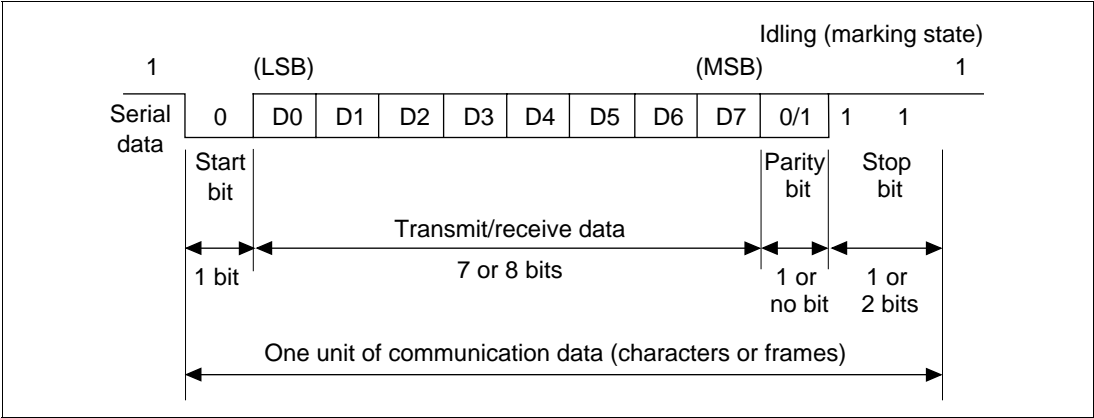 Idling (marking state)
1 (LSB) (MSB) 1
Serial
data
0 D0 D1 D2 D3 D4 D5 D6 D7 0/1 1 1
Start
bit
Parity
bit
Stop
bit
Transmit/receive data
1 bit
7 or 8 bits
1 or
no bit
1 or
2 bits
One unit of communication data (characters or frames)